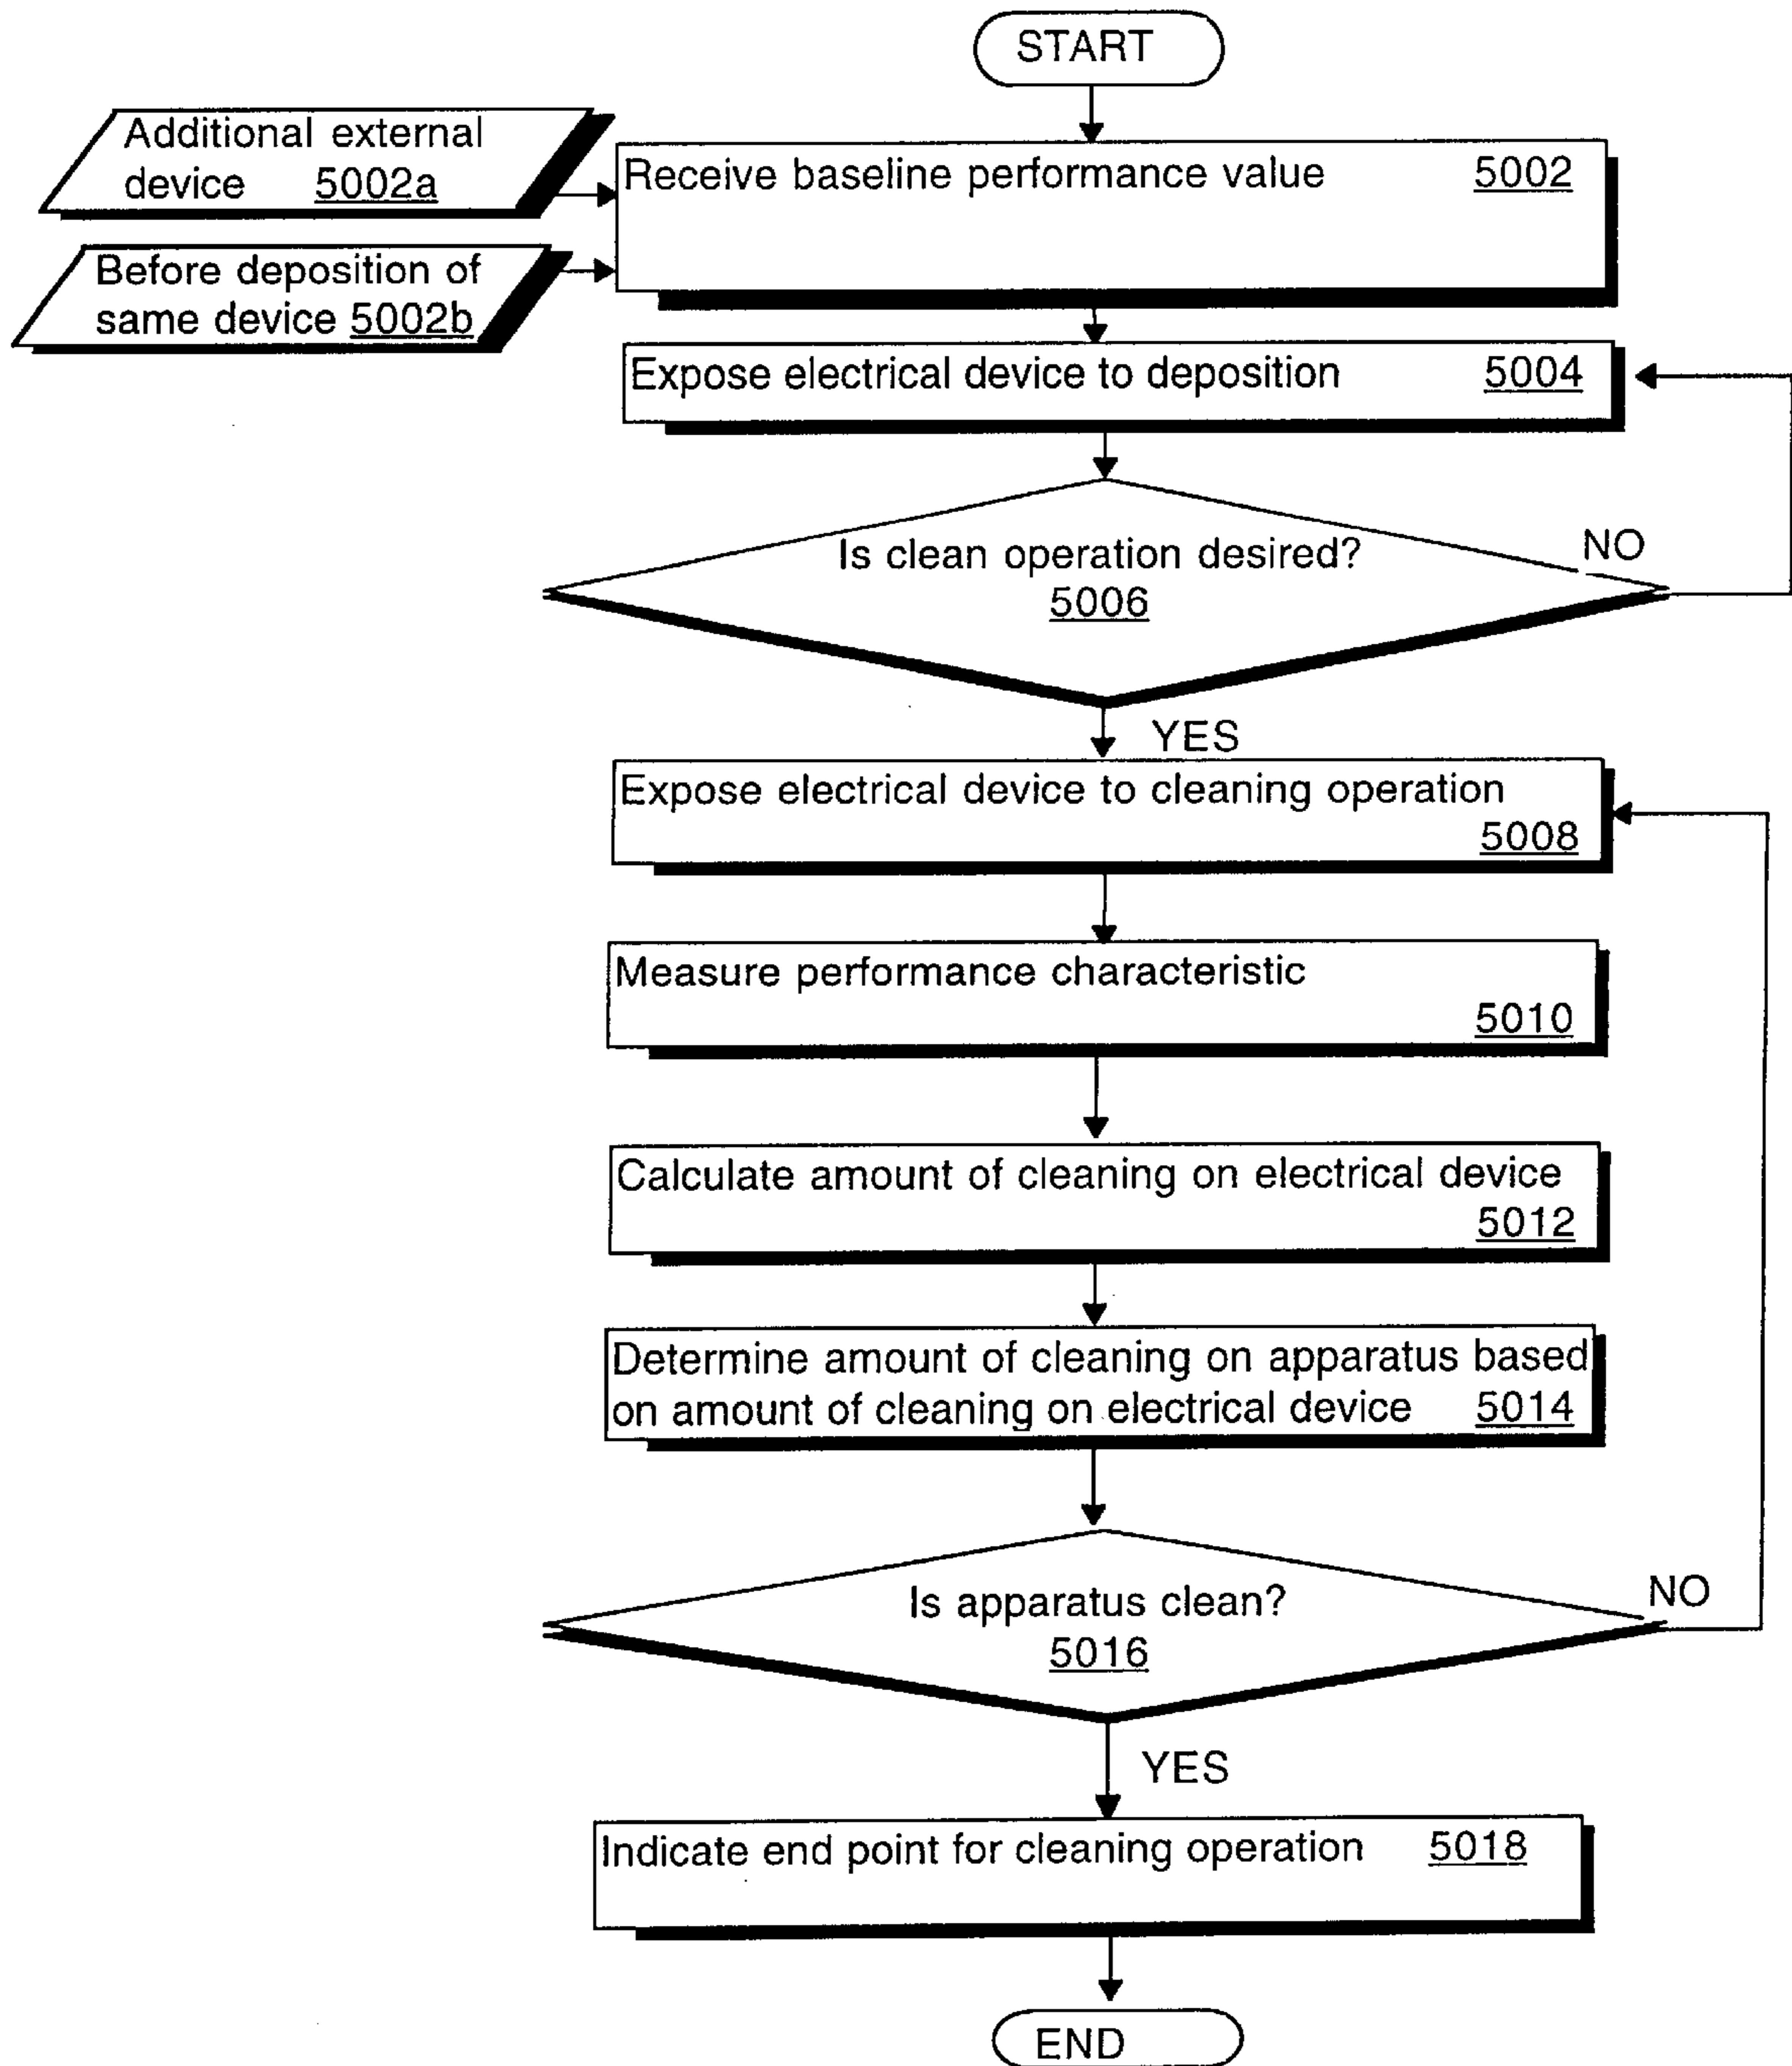 START
Additional external
device 5002a
Receive baseline performance value 5002
Before deposition of
same device 5002b
Expose electrical device to deposition 5004
Is clean operation desired?
5006
NO
YES
Expose electrical device to cleaning operation
5008
Measure performance characteristic
5010
Calculate amount of cleaning on electrical device
5012
Determine amount of cleaning on apparatus based
on amount of cleaning on electrical device 5014
Is apparatus clean?
5016
NO
YES
Indicate end point for cleaning operation 5018
END